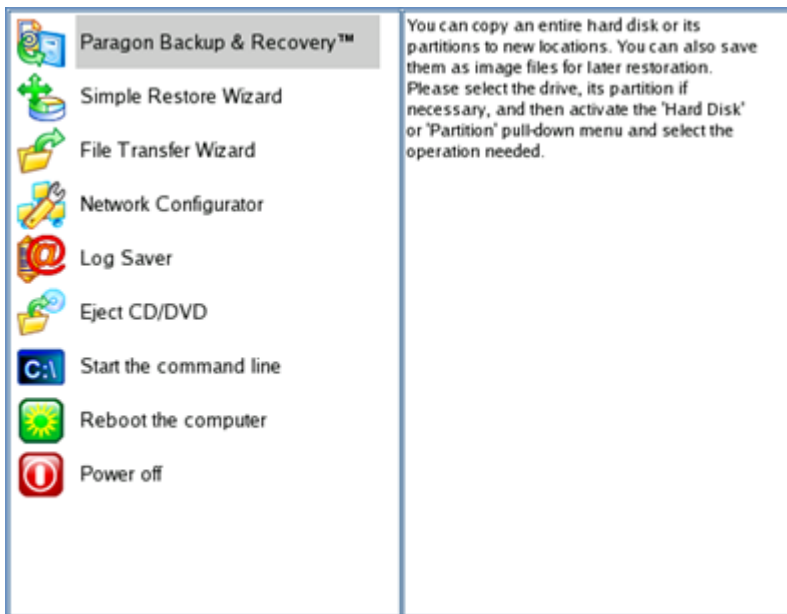 Paragon Backup & Recovery™
Simple Restore Wizard
File Transfer Wizard
Network Configurator
@
Log Saver
Eject CD/DVD
C:\
Start the command line
Reboot the computer
Power off
You can copy an entire hard disk or its
partitions to new locations. You can also save
them as image files for later restoration.
Please select the drive, its partition if
necessary, and then activate the 'Hard Disk'
or 'Partition' pull-down menu and select the
operation needed.